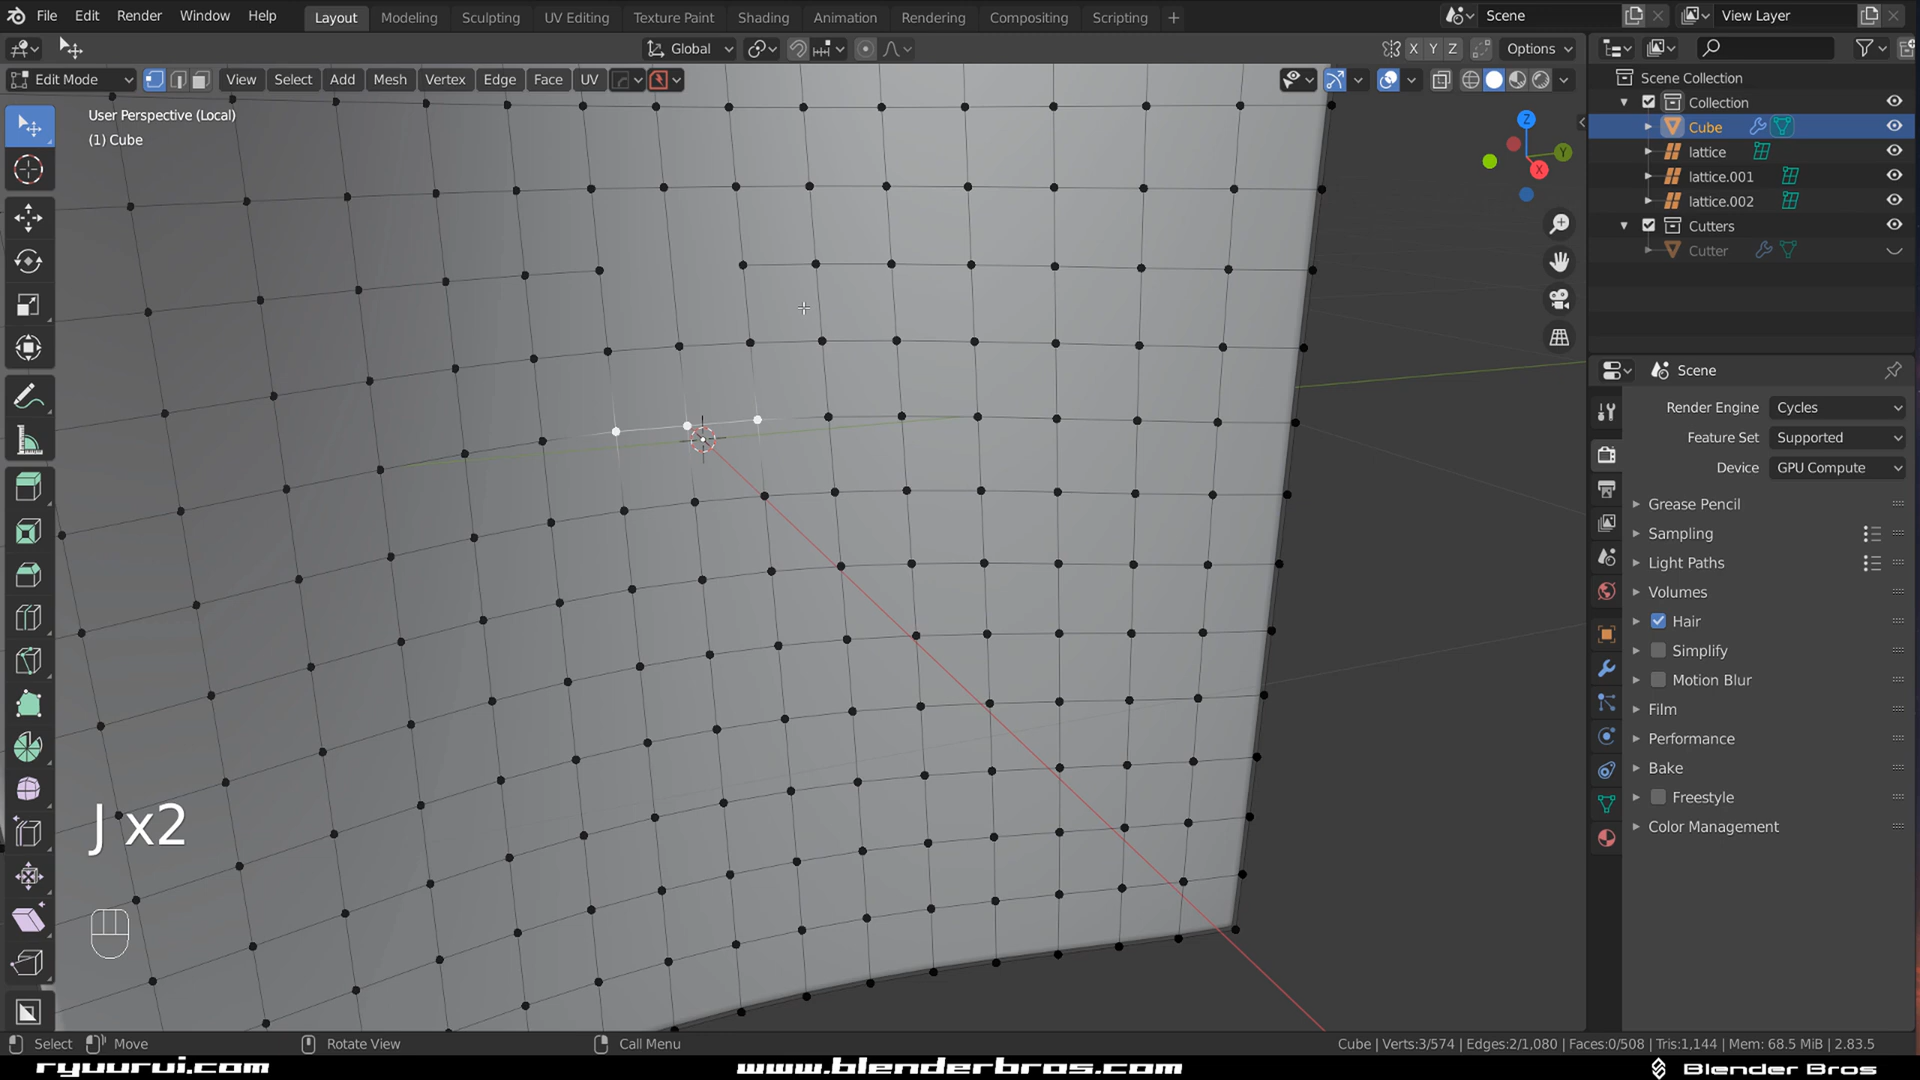 File Edit Render Window Help Layout Modeling Sculpting UV Editing Texture Paint Shading Animation Rendering Compositing Scripting + Scene View Layer
Global X Y Z Options
Edit Mode View Select Add Mesh Vertex Edge Face UV
User Perspective (Local)
(1) Cube
Z
Y
X
Scene Collection
Collection
Cube
lattice
lattice.001
lattice.002
Cutters
Cutter
Scene
Render Engine Cycles
Feature Set Supported
Device GPU Compute
Grease Pencil
Sampling
Light Paths
Volumes
Hair
Simplify
Motion Blur
Film
Performance
Bake
Freestyle
Color Management
J x2
Select Move Rotate View Call Menu Cube | Verts:3/574 | Edges:2/1,080 | Faces:0/508 | Tris:1,144 | Mem: 68.5 MiB | 2.83.5
ryuurui.com www.blenderbros.com Blender Bros